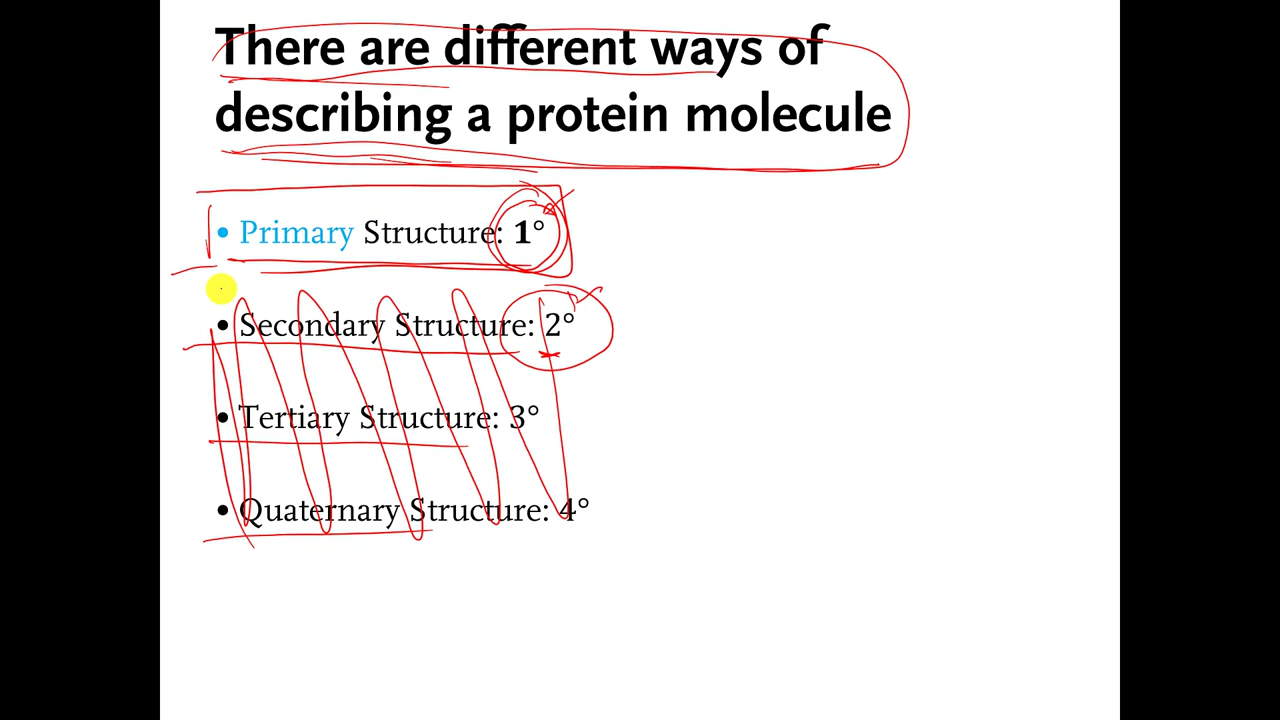 There are different ways of
describing a protein molecule
• Primary Structure: 1°
• Secondary Structure: 2°
• Tertiary Structure: 3°
• Quaternary Structure: 4°